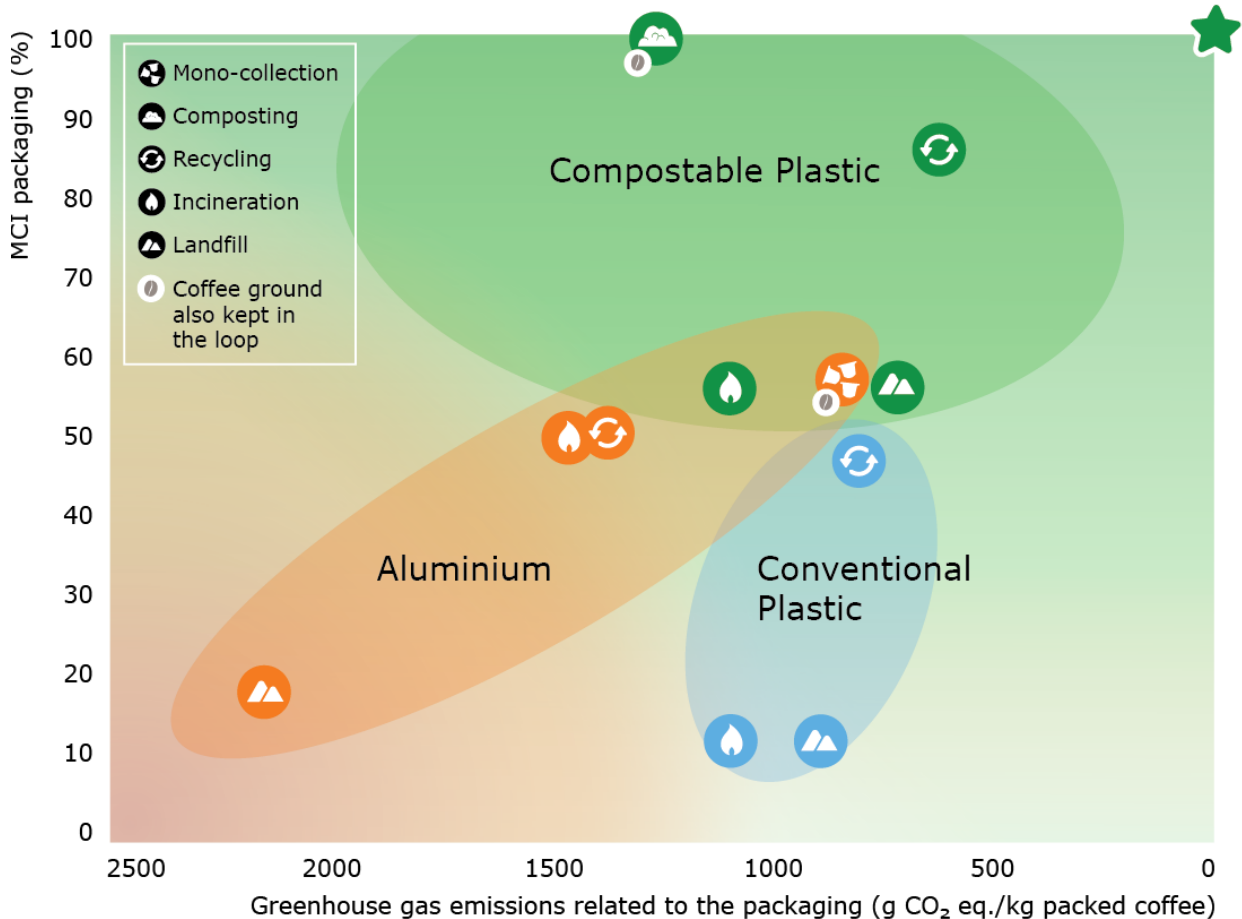 MCI packaging (%)
100
90
80
70
60
50
40
30
20
10
0
Mono-collection
Composting
Recycling
Incineration
Landfill
Coffee ground
also kept in
the loop
Compostable Plastic
Aluminium
Conventional
Plastic
2500 2000 1500 1000 500 0
Greenhouse gas emissions related to the packaging (g CO₂ eq./kg packed coffee)